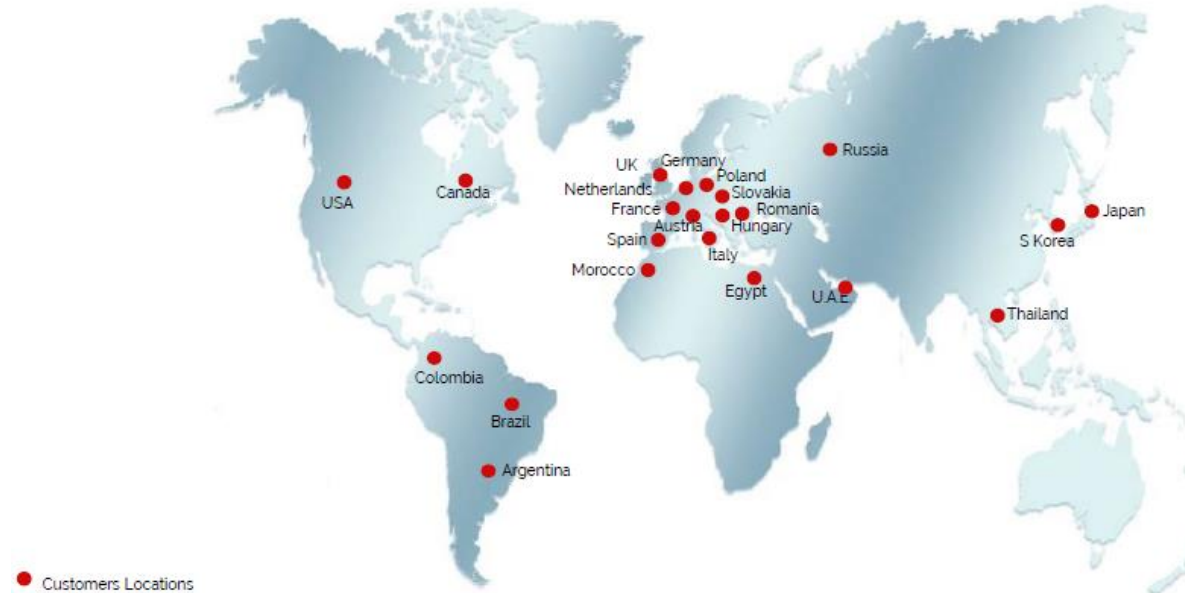 Russia
UK
Germany
Poland
Netherlands
Slovakia
USA
Canada
France
Romania
Japan
Austria
Hungary
Spain
Italy
S Korea
Morocco
Egypt
U.A.E.
Thailand
Colombia
Brazil
Argentina
Customers Locations